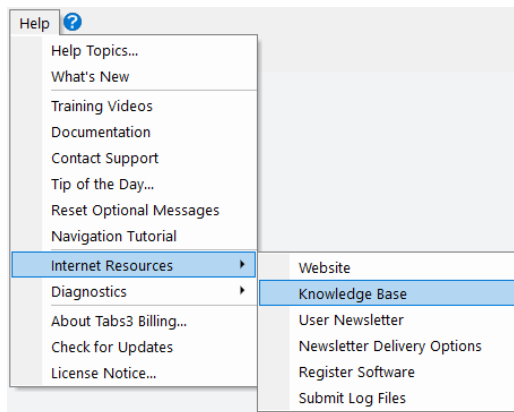 Help
Help Topics...
What's New
Training Videos
Documentation
Contact Support
Tip of the Day...
Reset Optional Messages
Navigation Tutorial
Internet Resources
Diagnostics
About Tabs3 Billing...
Check for Updates
License Notice...
Website
Knowledge Base
User Newsletter
Newsletter Delivery Options
Register Software
Submit Log Files